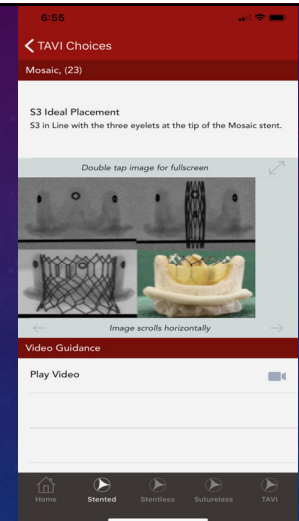 6:55
TAVI Choices
Mosaic, (23)
S3 Ideal Placement
S3 in Line with the three eyelets at the tip of the Mosaic stent.
Double tap image for fullscreen
Image scrolls horizontally
Video Guidance
Play Video
Home Stented Stentless Sutureless TAVI